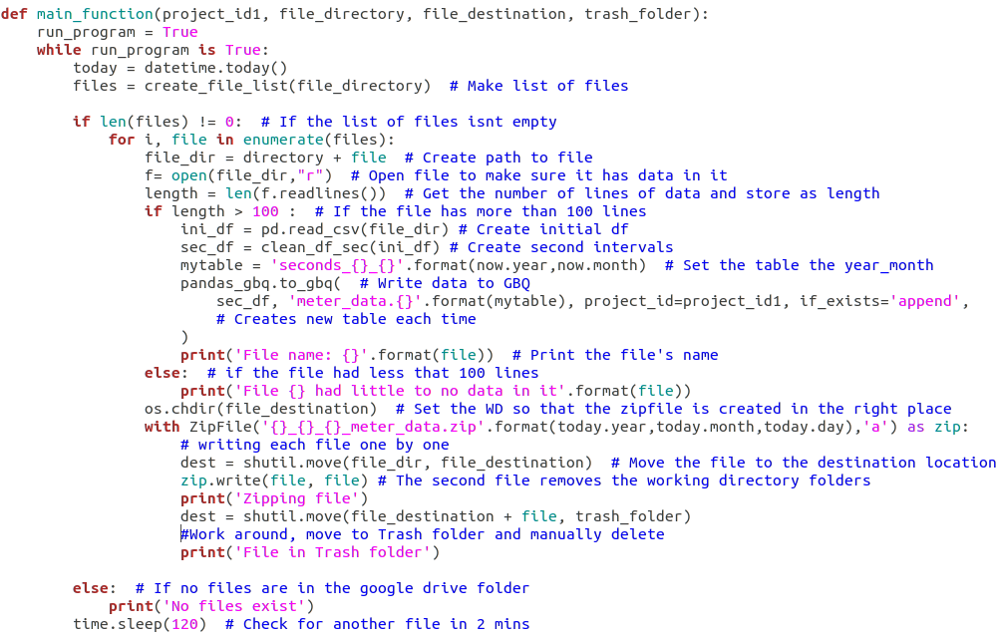 def main_function(project_id1, file_directory, file_destination, trash_folder):
    run_program = True
    while run_program is True:
        today = datetime.today()
        files = create_file_list(file_directory)  # Make list of files

        if len(files) != 0:  # If the list of files isnt empty
            for i, file in enumerate(files):
                file_dir = directory + file  # Create path to file
                f= open(file_dir,"r")  # Open file to make sure it has data in it
                length = len(f.readlines())  # Get the number of lines of data and store as length
                if length > 100 :  # If the file has more than 100 lines
                    ini_df = pd.read_csv(file_dir) # Create initial df
                    sec_df = clean_df_sec(ini_df) # Create second intervals
                    mytable = 'seconds_{}_{}'.format(now.year,now.month)  # Set the table the year_month
                    pandas_gbq.to_gbq(  # Write data to GBQ
                        sec_df, 'meter_data.{}'.format(mytable), project_id=project_id1, if_exists='append',
                        # Creates new table each time
                    )
                    print('File name: {}'.format(file))  # Print the file's name
                else:  # if the file had less that 100 lines
                    print('File {} had little to no data in it'.format(file))
                os.chdir(file_destination)  # Set the WD so that the zipfile is created in the right place
                with ZipFile('{}_{}_{}_meter_data.zip'.format(today.year,today.month,today.day),'a') as zip:
                    # writing each file one by one
                    dest = shutil.move(file_dir, file_destination)  # Move the file to the destination location
                    zip.write(file, file) # The second file removes the working directory folders
                    print('Zipping file')
                    dest = shutil.move(file_destination + file, trash_folder)
                    #Work around, move to Trash folder and manually delete
                    print('File in Trash folder')

        else:  # If no files are in the google drive folder
            print('No files exist')
        time.sleep(120)  # Check for another file in 2 mins